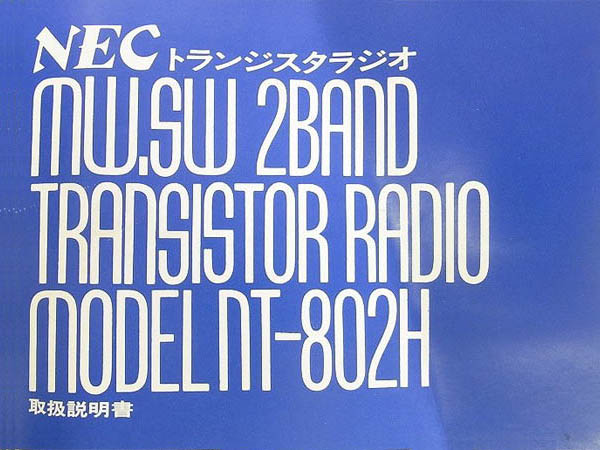 NEC トランジスタラジオ
MW.SW 2BAND
TRANSISTOR RADIO
MODEL NT-802H
取扱説明書